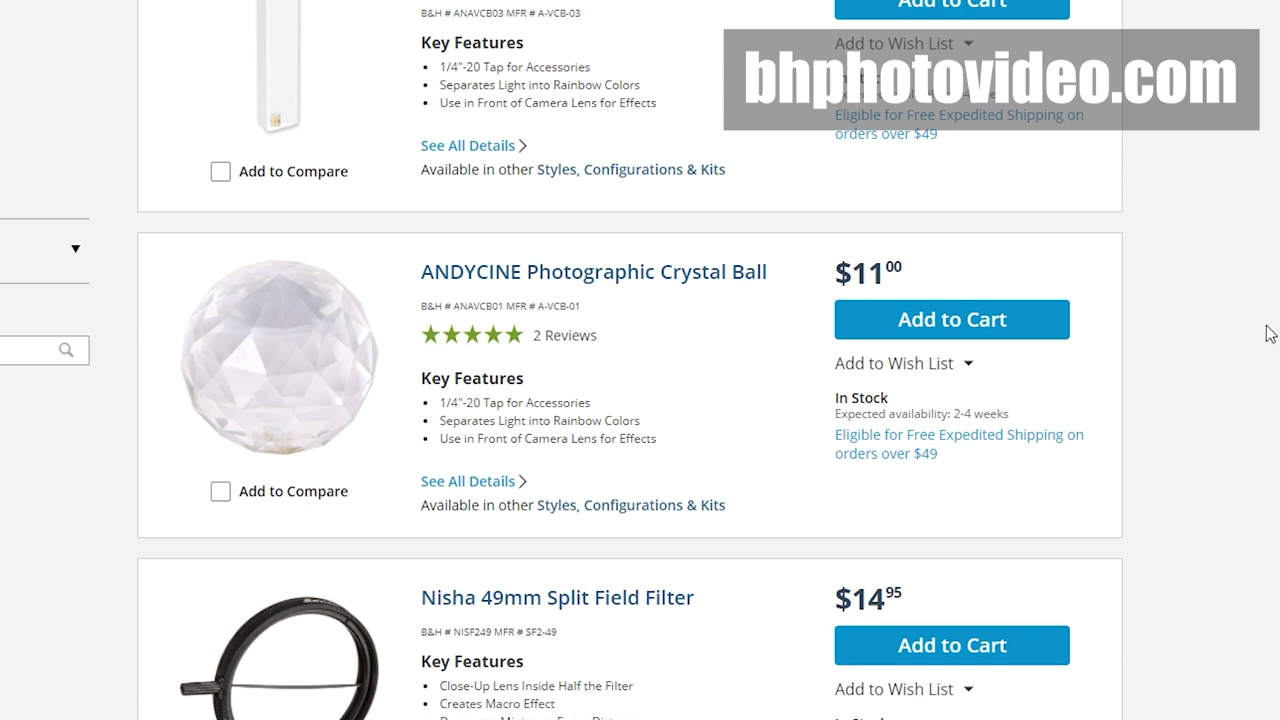 Add to Cart
B&H # ANAVCB03 MFR # A-VCB-03
Key Features
1/4"-20 Tap for Accessories
Separates Light into Rainbow Colors
Use in Front of Camera Lens for Effects
See All Details
Available in other Styles, Configurations & Kits
Add to Compare
Add to Wish List
bhphotovideo.com
Eligible for Free Expedited Shipping on
orders over $49
ANDYCINE Photographic Crystal Ball
B&H # ANAVCB01 MFR # A-VCB-01
2 Reviews
Key Features
1/4"-20 Tap for Accessories
Separates Light into Rainbow Colors
Use in Front of Camera Lens for Effects
See All Details
Available in other Styles, Configurations & Kits
Add to Compare
$11 00
Add to Cart
Add to Wish List
In Stock
Expected availability: 2-4 weeks
Eligible for Free Expedited Shipping on
orders over $49
Nisha 49mm Split Field Filter
B&H # NISF249 MFR # SF2-49
Key Features
Close-Up Lens Inside Half the Filter
Creates Macro Effect
$14 95
Add to Cart
Add to Wish List